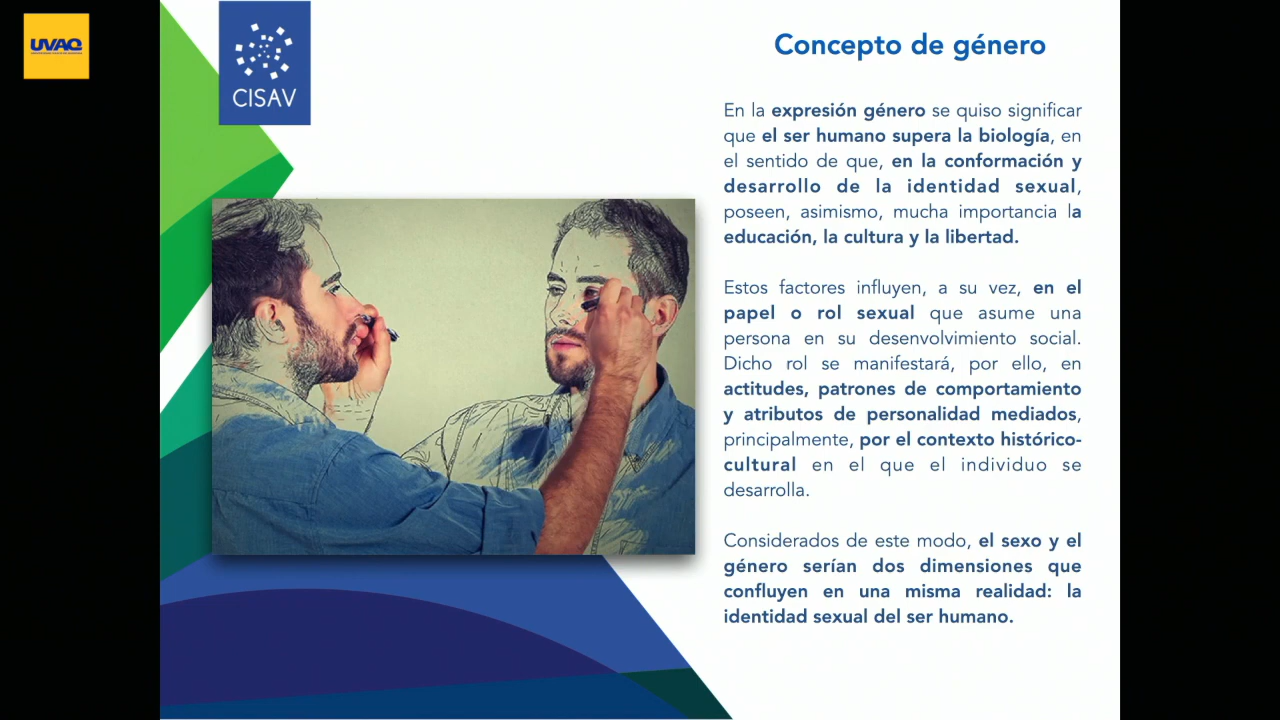 UVAQ
CISAV
Concepto de género
En la expresión género se quiso significar
que el ser humano supera la biología, en
el sentido de que, en la conformación y
desarrollo de la identidad sexual,
poseen, asimismo, mucha importancia la
educación, la cultura y la libertad.
Estos factores influyen, a su vez, en el
papel o rol sexual que asume una
persona en su desenvolvimiento social.
Dicho rol se manifestará, por ello, en
actitudes, patrones de comportamiento
y atributos de personalidad mediados,
principalmente, por el contexto histórico-
cultural en el que el individuo se
desarrolla.
Considerados de este modo, el sexo y el
género serían dos dimensiones que
confluyen en una misma realidad: la
identidad sexual del ser humano.